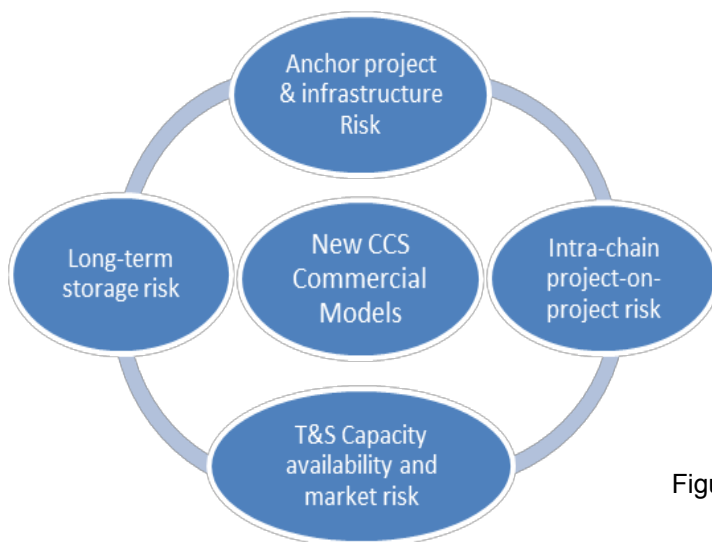 Anchor project
& infrastructure
Risk
Long-term
storage risk
New CCS
Commercial
Models
Intra-chain
project-on-
project risk
T&S Capacity
availability and
market risk
Figu